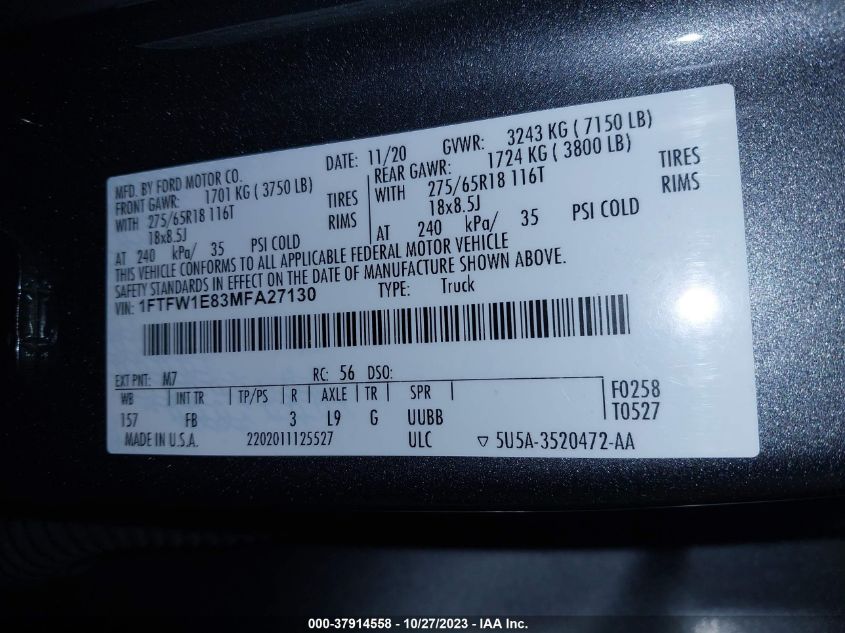 MFD. BY FORD MOTOR CO. DATE: 11/20 GVWR: 3243 KG ( 7150 LB)
FRONT GAWR: 1701 KG ( 3750 LB) REAR GAWR: 1724 KG ( 3800 LB)
WITH 275/65R18 116T TIRES WITH 275/65R18 116T TIRES
18x8.5J RIMS 18x8.5J RIMS
AT 240 kPa/ 35 PSI COLD AT 240 kPa/ 35 PSI COLD
THIS VEHICLE CONFORMS TO ALL APPLICABLE FEDERAL MOTOR VEHICLE
SAFETY STANDARDS IN EFFECT ON THE DATE OF MANUFACTURE SHOWN ABOVE.
VIN: 1FTFW1E83MFA27130 TYPE: Truck
EXT PNT: M7 RC: 56 DSO:
WB INT TR TP/PS R AXLE TR SPR F0258
157 FB 3 L9 G UUBB T0527
MADE IN U.S.A. 2202011125527 ULC ▽ 5U5A-3520472-AA
000-37914558 - 10/27/2023 - IAA Inc.